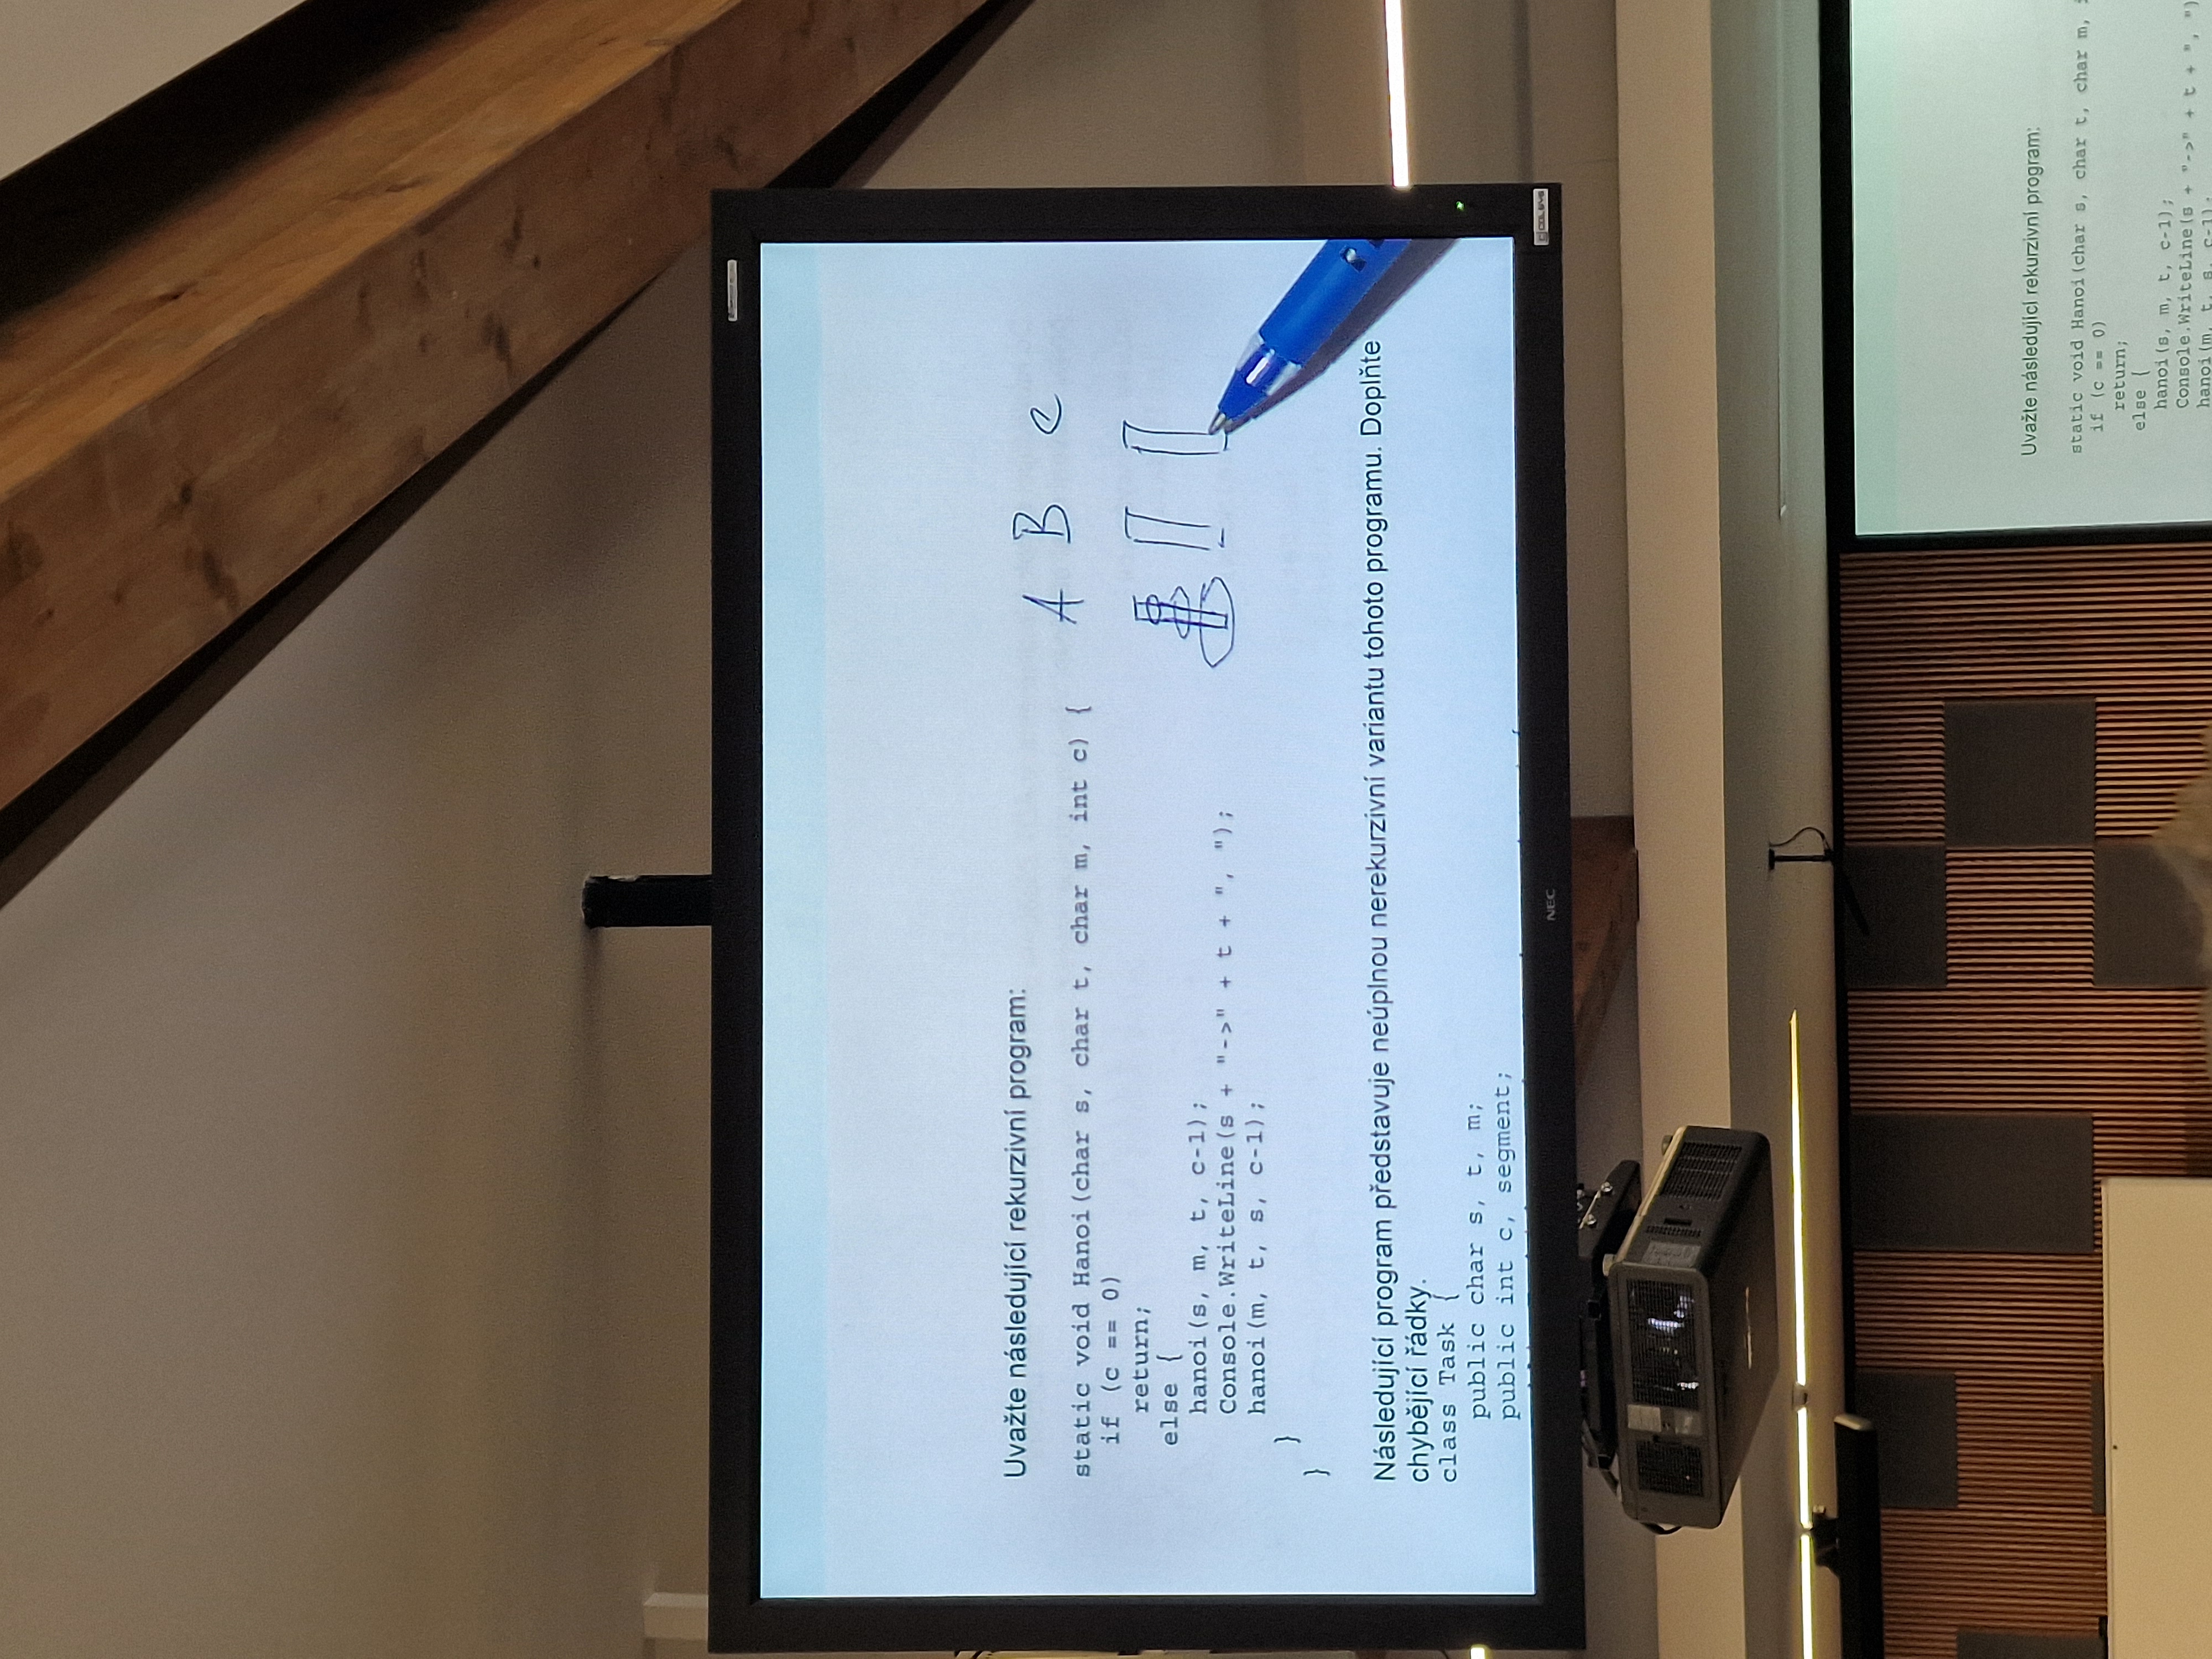 Uvažte následující rekurzivní program:
A B C
static void Hanoi(char s, char t, char m, int c) {
if (c == 0)
return;
else {
hanoi(s, m, t, c-1);
Console.WriteLine(s + "->" + t + ", ");
hanoi(m, t, s, c-1);
}
}
Následující program představuje neúplnou nerekurzivní variantu tohoto programu. Doplňte
chybějící řádky.
class Task {
public char s, t, m;
public int c, segment;
NEC
Uvažte následující rekurzivní program:
static void Hanoi(char s, char t, char m,
if (c == 0)
return;
else {
hanoi(s, m, t, c-1);
Console.WriteLine(s + "->" + t + ", ")
hanoi(m, t, s, c-1);